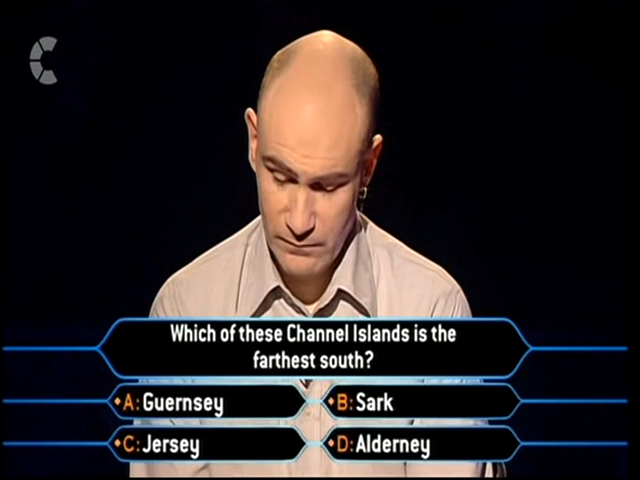 Which of these Channel Islands is the
farthest south?
A: Guernsey
B: Sark
C: Jersey
D: Alderney